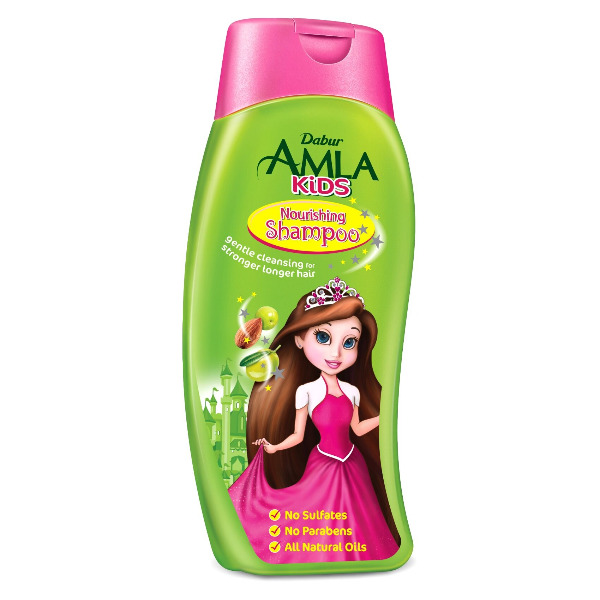 Dabur
AMLA
KiDS
Nourishing
Shampoo
gentle cleansing for
stronger longer hair
No Sulfates
No Parabens
All Natural Oils